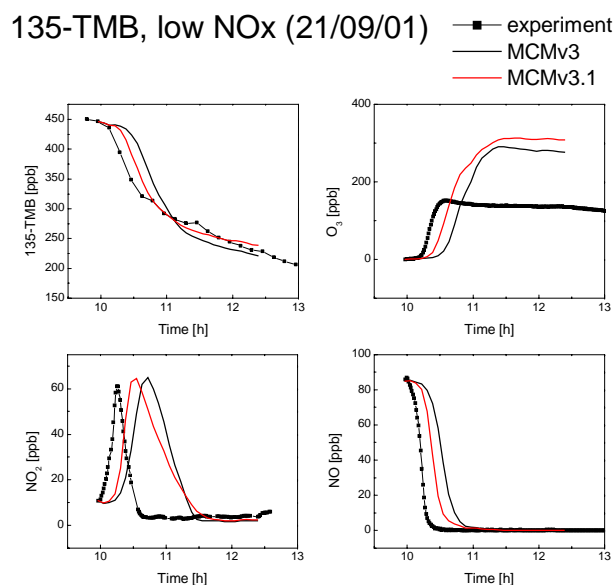 135-TMB, low NOx (21/09/01)
experiment
MCMv3
MCMv3.1
450
400
350
300
250
200
150
135-TMB [ppb]
10 11 12 13
Time [h]
400
200
0
O3 [ppb]
10 11 12 13
Time [h]
60
40
20
0
NO2 [ppb]
10 11 12 13
Time [h]
100
80
60
40
20
0
NO [ppb]
10 11 12 13
Time [h]